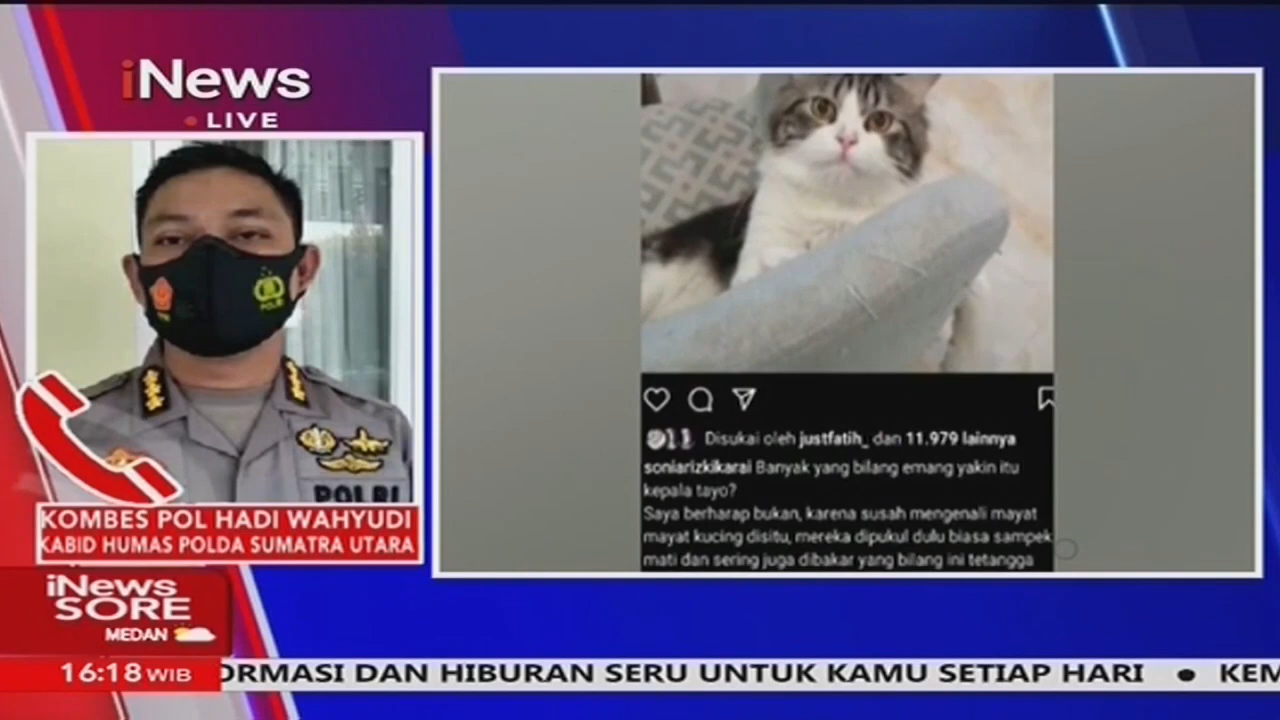 iNews
LIVE
POLRI
POLRI
KOMBES POL HADI WAHYUDI
KABID HUMAS POLDA SUMATRA UTARA
Disukai oleh justfatih_ dan 11.979 lainnya
soniarizkikarai Banyak yang bilang emang yakin itu
kepala tayo?
Saya berharap bukan, karena susah mengenali mayat
mayat kucing disitu, mereka dipukul dulu biasa sampek
mati dan sering juga dibakar yang bilang ini tetangga
iNews
SORE
MEDAN
16:18 WIB
ORMASI DAN HIBURAN SERU UNTUK KAMU SETIAP HARI • KEM